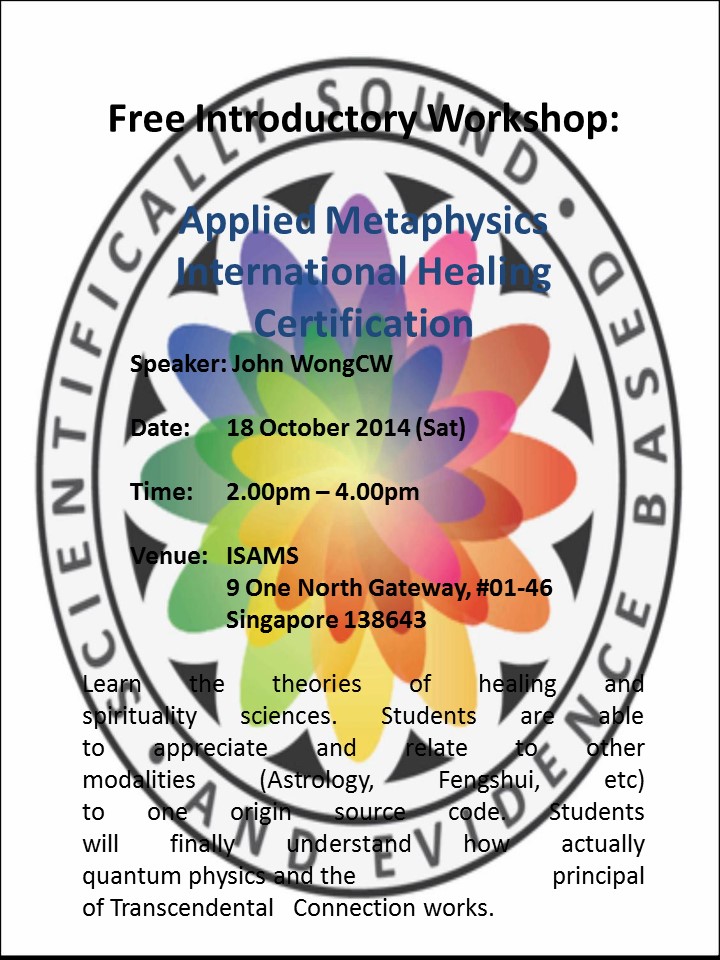 Free Introductory Workshop:
Applied Metaphysics
International Healing
Certification
Speaker: John WongCW
Date: 18 October 2014 (Sat)
Time: 2.00pm – 4.00pm
Venue: ISAMS
9 One North Gateway, #01-46
Singapore 138643
Learn the theories of healing and
spirituality sciences. Students are able
to appreciate and relate to other
modalities (Astrology, Fengshui, etc)
to one origin source code. Students
will finally understand how actually
quantum physics and the principal
of Transcendental Connection works.
SCIENTIFICALLY SOUND • AND EVIDENCE BASED •